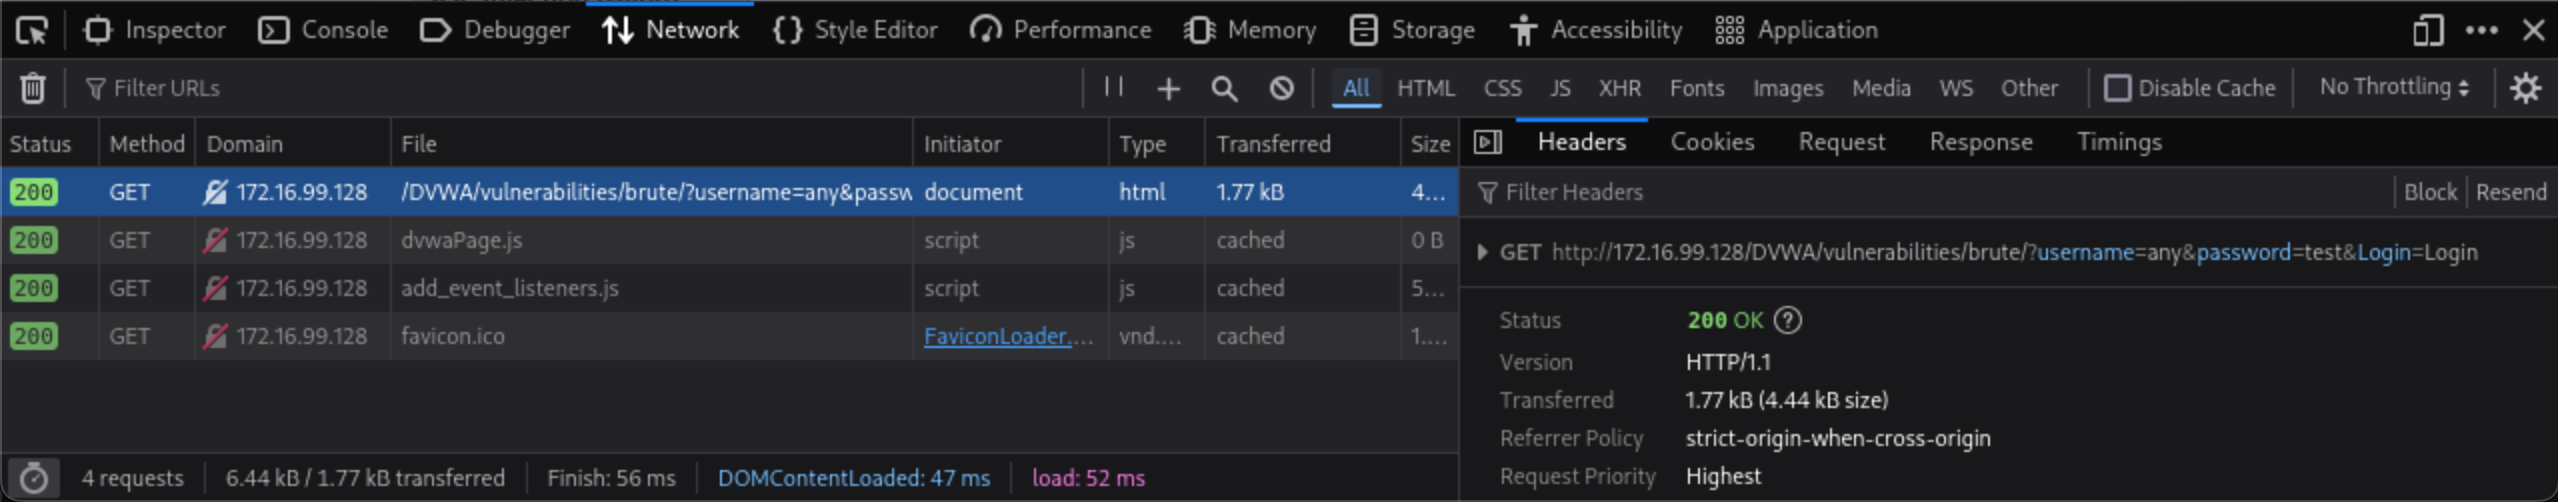 Inspector Console Debugger Network Style Editor Performance Memory Storage Accessibility Application
Filter URLs All HTML CSS JS XHR Fonts Images Media WS Other Disable Cache No Throttling
Status Method Domain File Initiator Type Transferred Size
200 GET 172.16.99.128 /DVWA/vulnerabilities/brute/?username=any&passw document html 1.77 kB 4...
200 GET 172.16.99.128 dvwaPage.js script js cached 0 B
200 GET 172.16.99.128 add_event_listeners.js script js cached 5...
200 GET 172.16.99.128 favicon.ico FaviconLoader.... vnd.... cached 1....
4 requests 6.44 kB / 1.77 kB transferred Finish: 56 ms DOMContentLoaded: 47 ms load: 52 ms
Headers Cookies Request Response Timings
Filter Headers Block Resend
GET http://172.16.99.128/DVWA/vulnerabilities/brute/?username=any&password=test&Login=Login
Status 200 OK ?
Version HTTP/1.1
Transferred 1.77 kB (4.44 kB size)
Referrer Policy strict-origin-when-cross-origin
Request Priority Highest